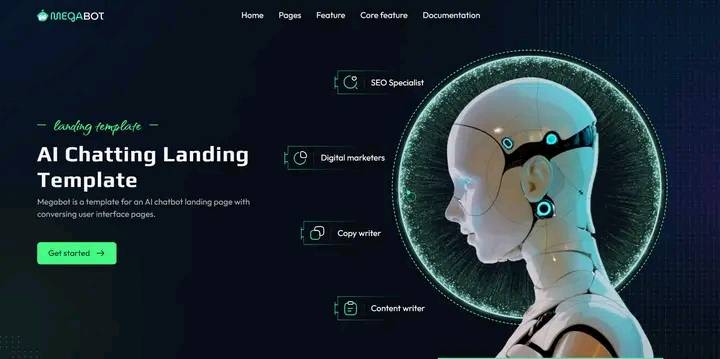 MEGABOT
Home Pages Feature Core feature Documentation
SEO Specialist
landing template
AI Chatting Landing
Template
Digital marketers
Megabot is a template for an AI chatbot landing page with
conversing user interface pages.
Copy writer
Get started
Content writer